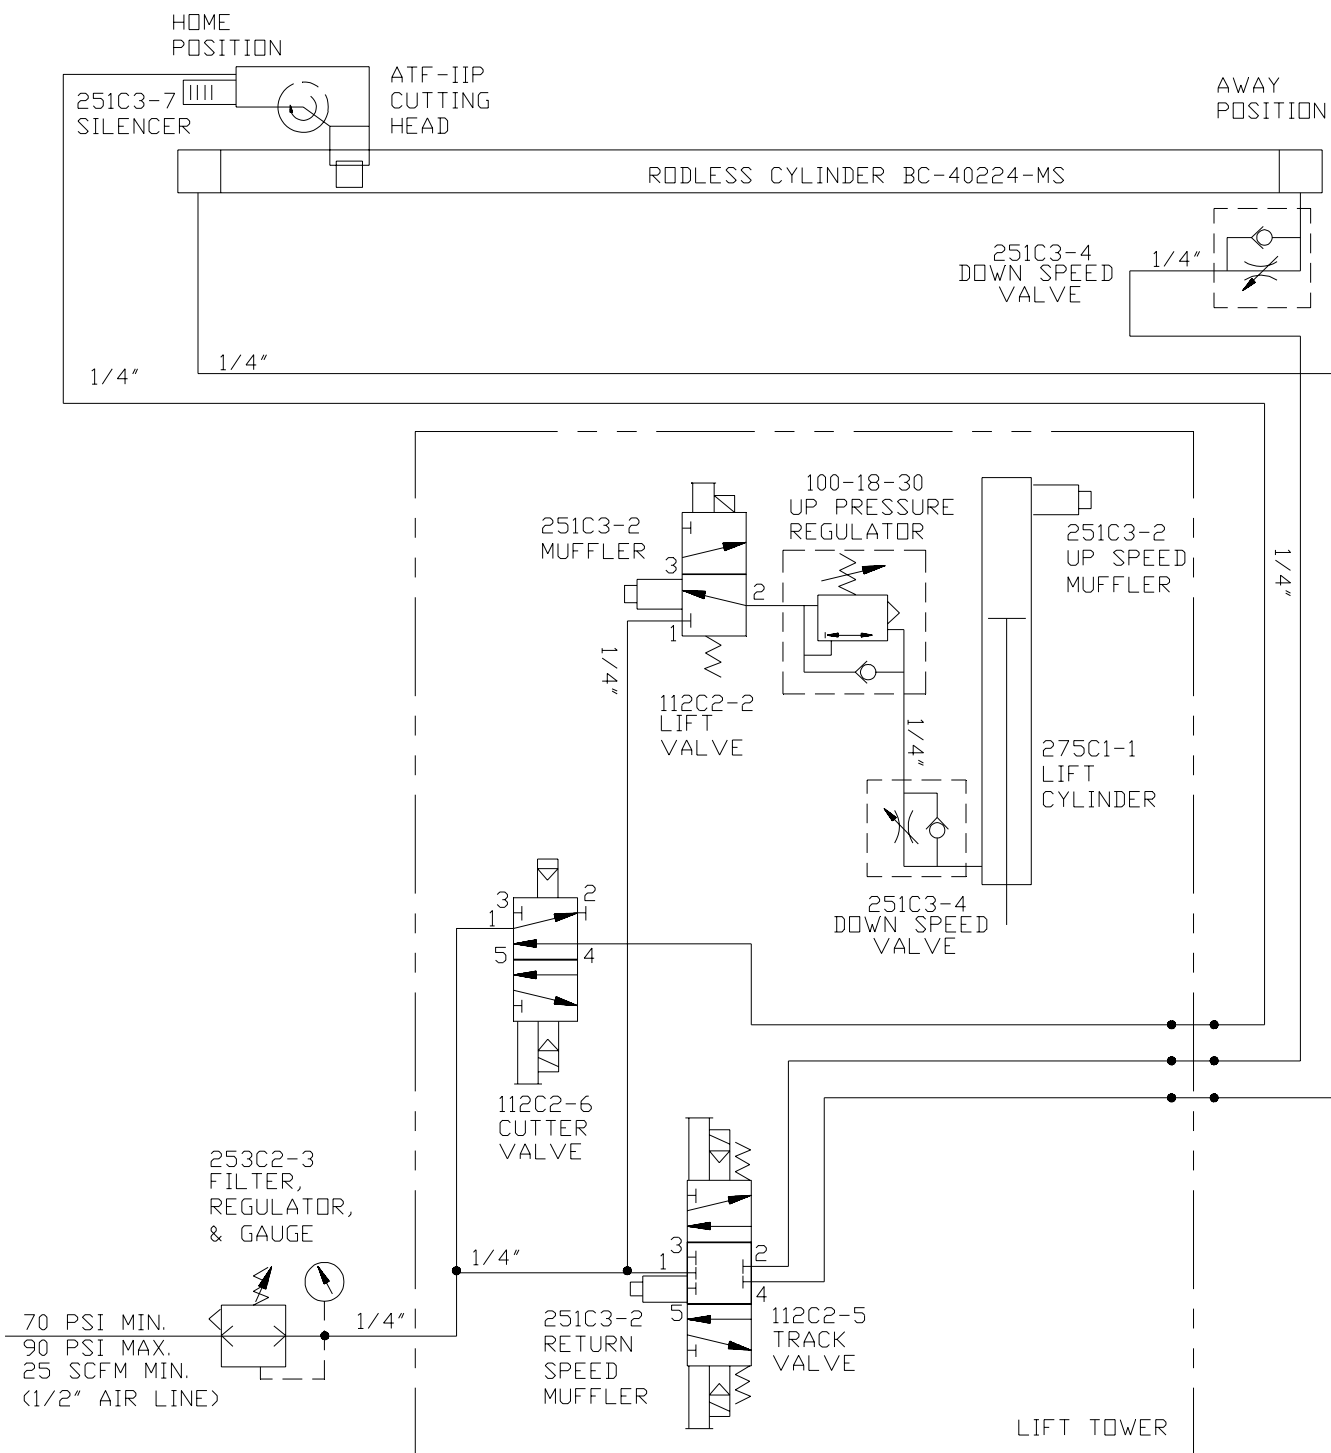 HOME
POSITION
251C3-7
SILENCER
ATF-IIP
CUTTING
HEAD
AWAY
POSITION
RODLESS CYLINDER BC-40224-MS
251C3-4
DOWN SPEED
VALVE
1/4"
1/4"
1/4"
251C3-2
MUFFLER
100-18-30
UP PRESSURE
REGULATOR
251C3-2
UP SPEED
MUFFLER
1/4"
3
2
1
1/4"
112C2-2
LIFT
VALVE
1/4"
275C1-1
LIFT
CYLINDER
251C3-4
DOWN SPEED
VALVE
3
2
1
5
4
112C2-6
CUTTER
VALVE
253C2-3
FILTER,
REGULATOR,
& GAUGE
1/4"
3
1
2
4
5
251C3-2
RETURN
SPEED
MUFFLER
112C2-5
TRACK
VALVE
70 PSI MIN.
90 PSI MAX.
25 SCFM MIN.
(1/2" AIR LINE)
1/4"
LIFT TOWER